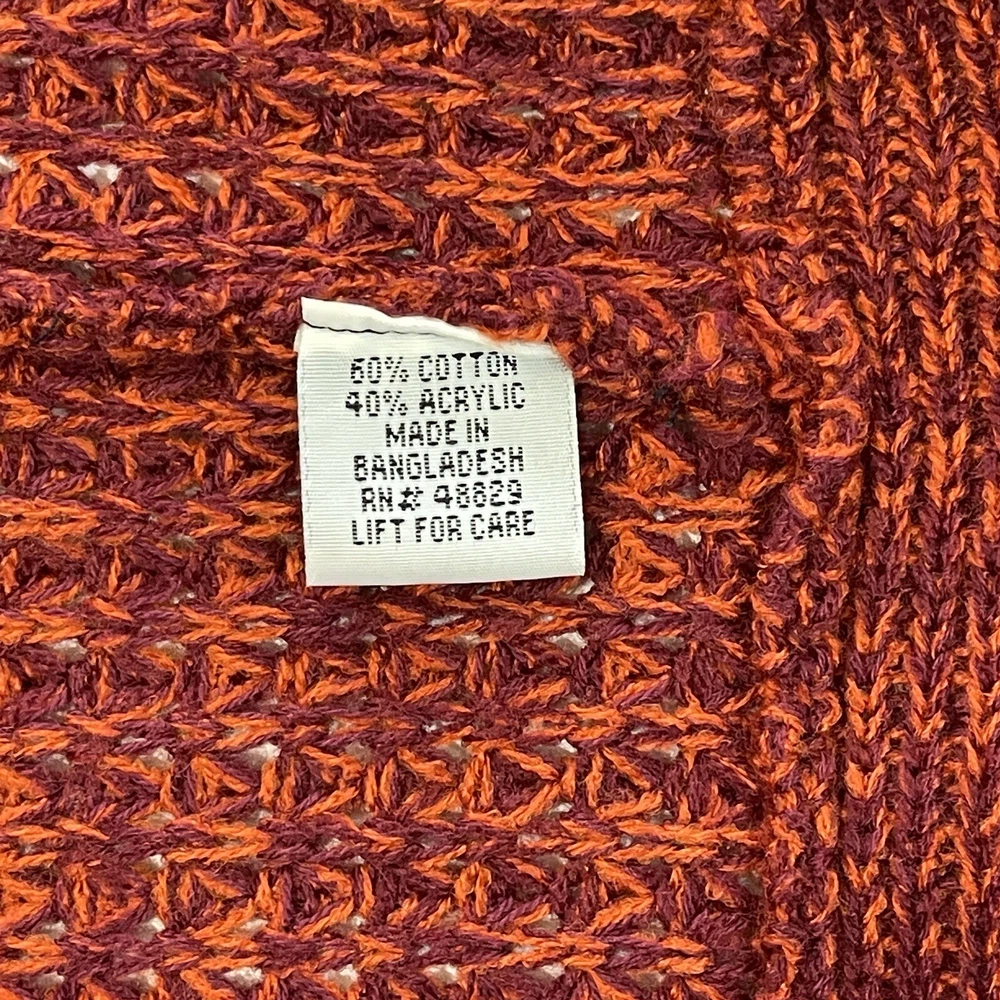 60% COTTON
40% ACRYLIC
MADE IN
BANGLADESH
RN# 48829
LIFT FOR CARE